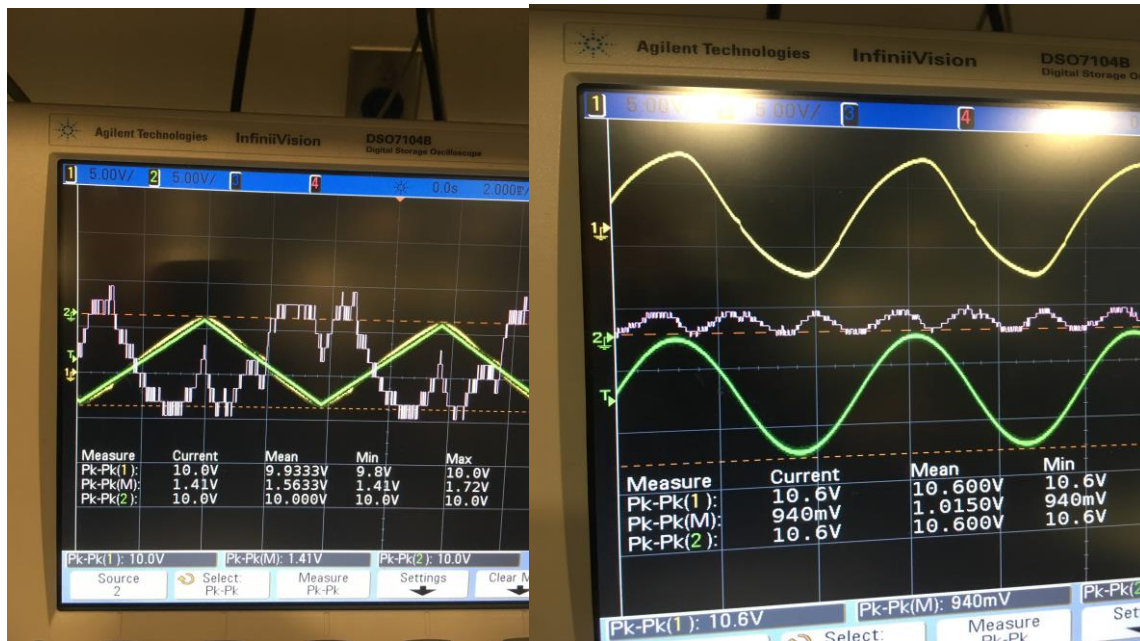 Agilent Technologies InfiniiVision DSO7104B
Digital Storage Oscilloscope
1 5.00V/ 2 5.00V/ 3 4 0.0s 2.000
2
T
1
Measure Current Mean Min Max
Pk-Pk(1): 10.0V 9.9333V 9.8V 10.0V
Pk-Pk(M): 1.41V 1.5633V 1.41V 1.72V
Pk-Pk(2): 10.0V 10.000V 10.0V 10.0V
Pk-Pk(1): 10.0V Pk-Pk(M): 1.41V Pk-Pk(2): 10.0V
Source Select: Measure Settings Clear M
2 Pk-Pk Pk-Pk
Agilent Technologies InfiniiVision DSO7104B
Digital Storage Oscill
1 5.00V 5.00V/ 3 4
1
2
T
Measure Current Mean Min
Pk-Pk(1): 10.6V 10.600V 10.6V
Pk-Pk(M): 940mV 1.0150V 940mV
Pk-Pk(2): 10.6V 10.600V 10.6V
Pk-Pk(1): 10.6V Pk-Pk(M): 940mV Pk-Pk(2
Select: Measure Set
Pk-Pk